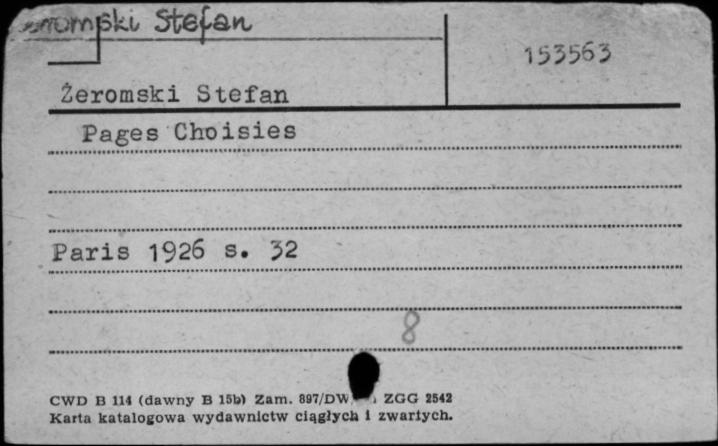 Żeromski Stefan
153563
Żeromski Stefan
Pages Choisies
Paris 1926 s. 32
8
CWD B 114 (dawny B 15b) Zam. 897/DW ZGG 2542
Karta katalogowa wydawnictw ciągłych i zwartych.